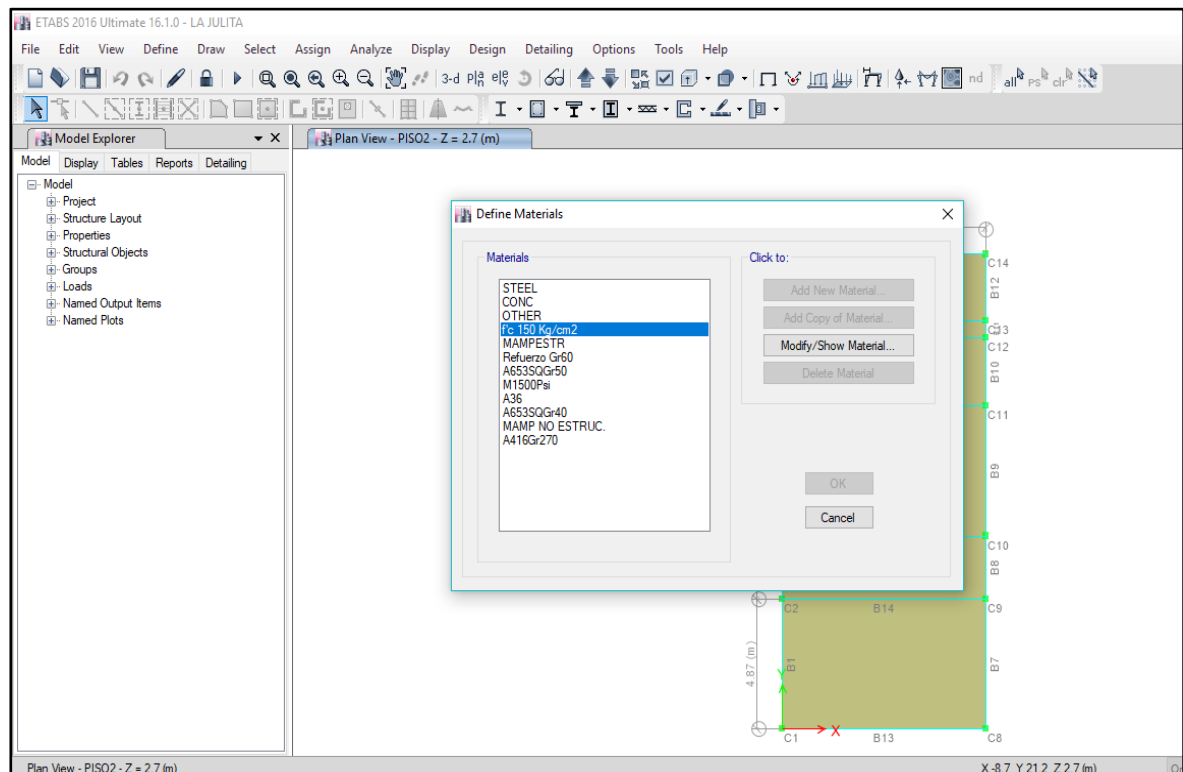 ETABS 2016 Ultimate 16.1.0 - LA JULITA
File Edit View Define Draw Select Assign Analyze Display Design Detailing Options Tools Help
3-d
nd
all
ps
clr
Model Explorer
Plan View - PISO2 - Z = 2.7 (m)
Model Display Tables Reports Detailing
Model
Project
Structure Layout
Properties
Structural Objects
Groups
Loads
Named Output Items
Named Plots
Define Materials
Materials
STEEL
CONC
OTHER
f'c 150 Kg/cm2
MAMPESTR
Refuerzo Gr60
A653SQGr50
M1500Psi
A36
A653SQGr40
MAMP NO ESTRUC.
A416Gr270
Click to:
Add New Material...
Add Copy of Material...
Modify/Show Material...
Delete Material
OK
Cancel
C14
B12
C12
B10
C11
B9
C10
B8
C2 B14 C9
4.87 (m)
B1
B7
Y
X
C1 B13 C8
Plan View - PISO2 - Z = 2.7 (m)
X -8.7 Y 21.2 Z 2.7 (m)